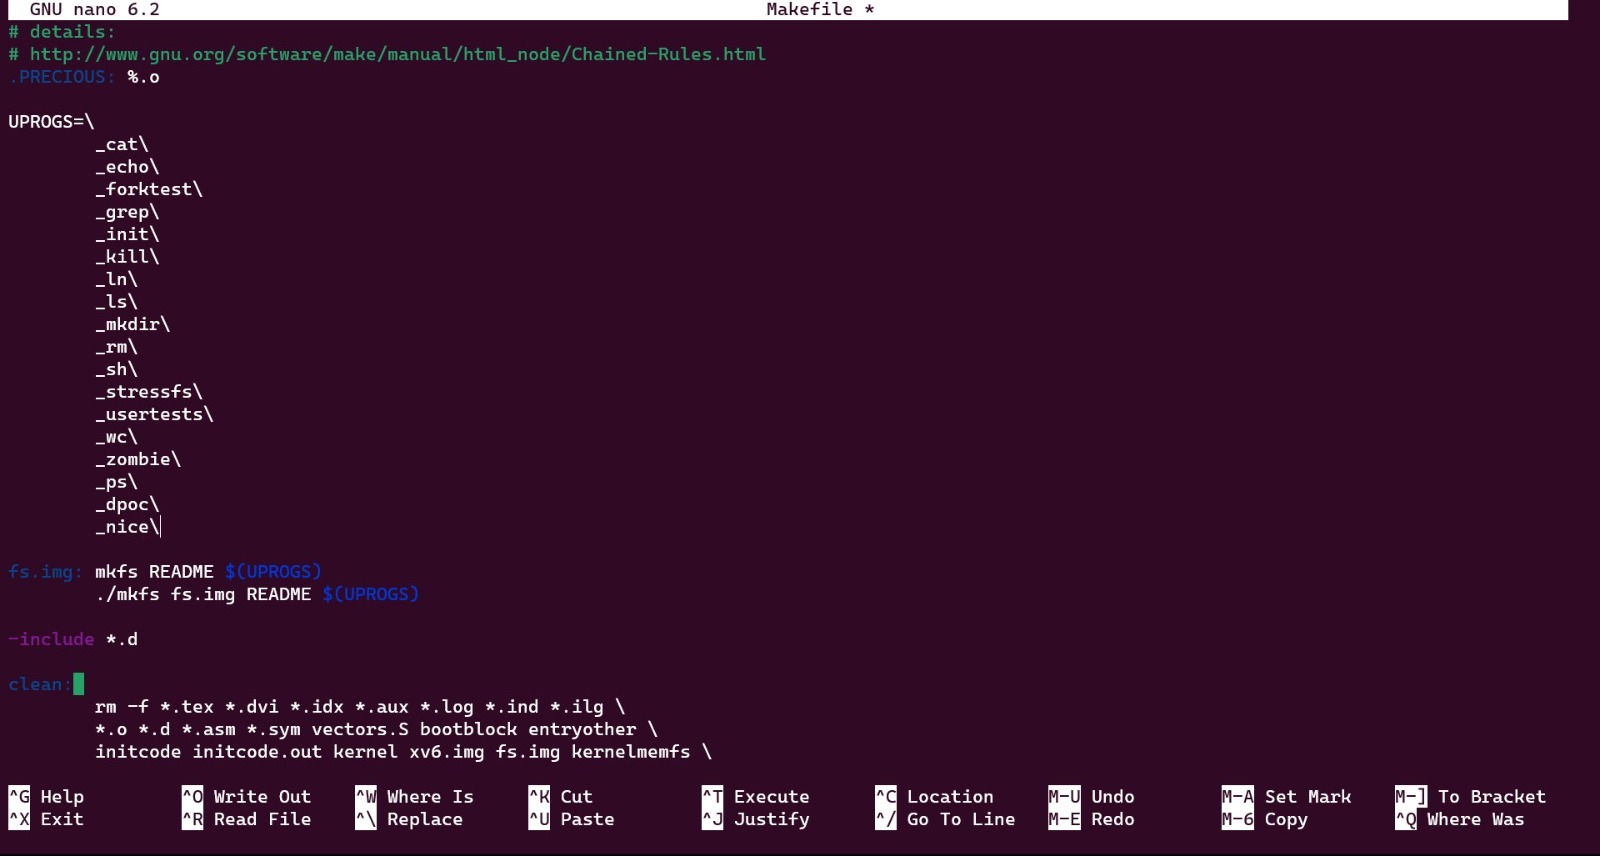 GNU nano 6.2 Makefile *
# details:
# http://www.gnu.org/software/make/manual/html_node/Chained-Rules.html
.PRECIOUS: %.o
UPROGS=\
_cat\
_echo\
_forktest\
_grep\
_init\
_kill\
_ln\
_ls\
_mkdir\
_rm\
_sh\
_stressfs\
_usertests\
_wc\
_zombie\
_ps\
_dpoc\
_nice\
fs.img: mkfs README $(UPROGS)
./mkfs fs.img README $(UPROGS)
-include *.d
clean:
rm -f *.tex *.dvi *.idx *.aux *.log *.ind *.ilg \
*.o *.d *.asm *.sym vectors.S bootblock entryother \
initcode initcode.out kernel xv6.img fs.img kernelmemfs \
^G Help ^O Write Out ^W Where Is ^K Cut ^T Execute ^C Location M-U Undo M-A Set Mark M-] To Bracket
^X Exit ^R Read File ^\ Replace ^U Paste ^J Justify ^/ Go To Line M-E Redo M-6 Copy ^Q Where Was